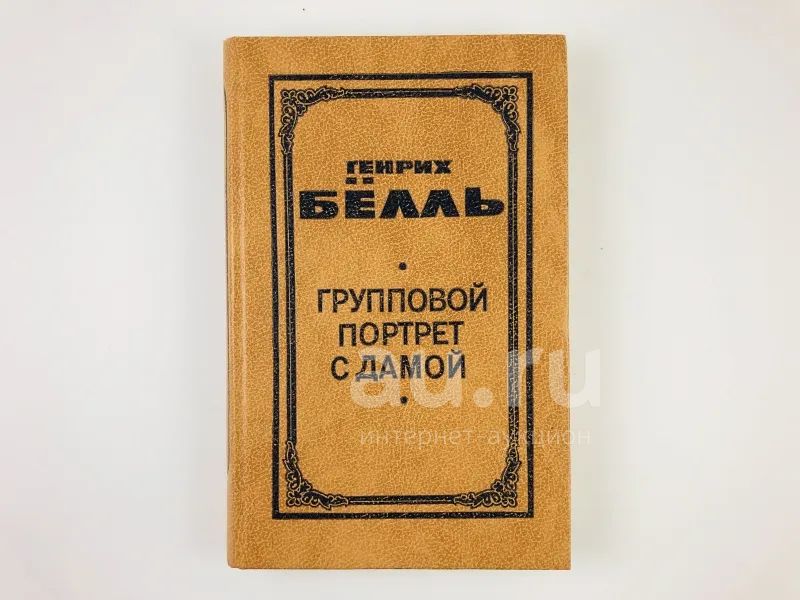 ГЕНРИХ
БЁЛЛЬ
ГРУППОВОЙ
ПОРТРЕТ
С ДАМОЙ
au.ru
интернет-аукцион